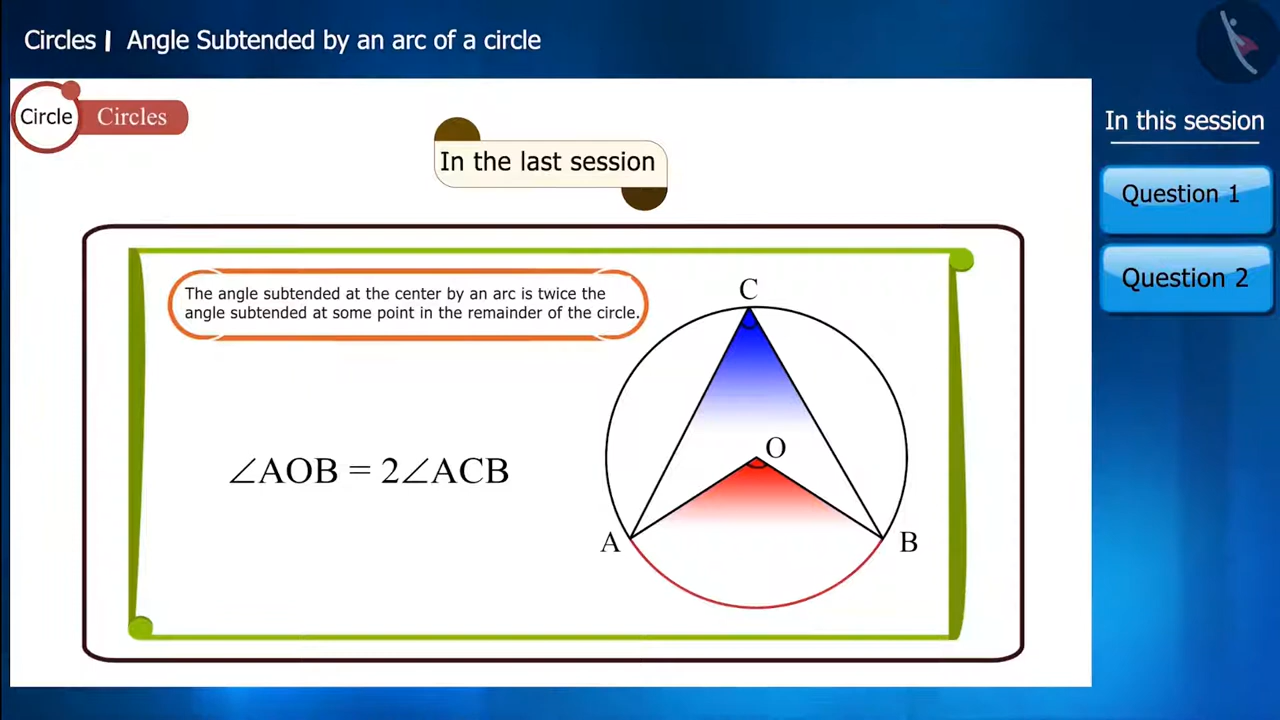 Circles | Angle Subtended by an arc of a circle
Circle Circles
In the last session
The angle subtended at the center by an arc is twice the
angle subtended at some point in the remainder of the circle.
∠AOB = 2∠ACB
C
O
A
B
In this session
Question 1
Question 2